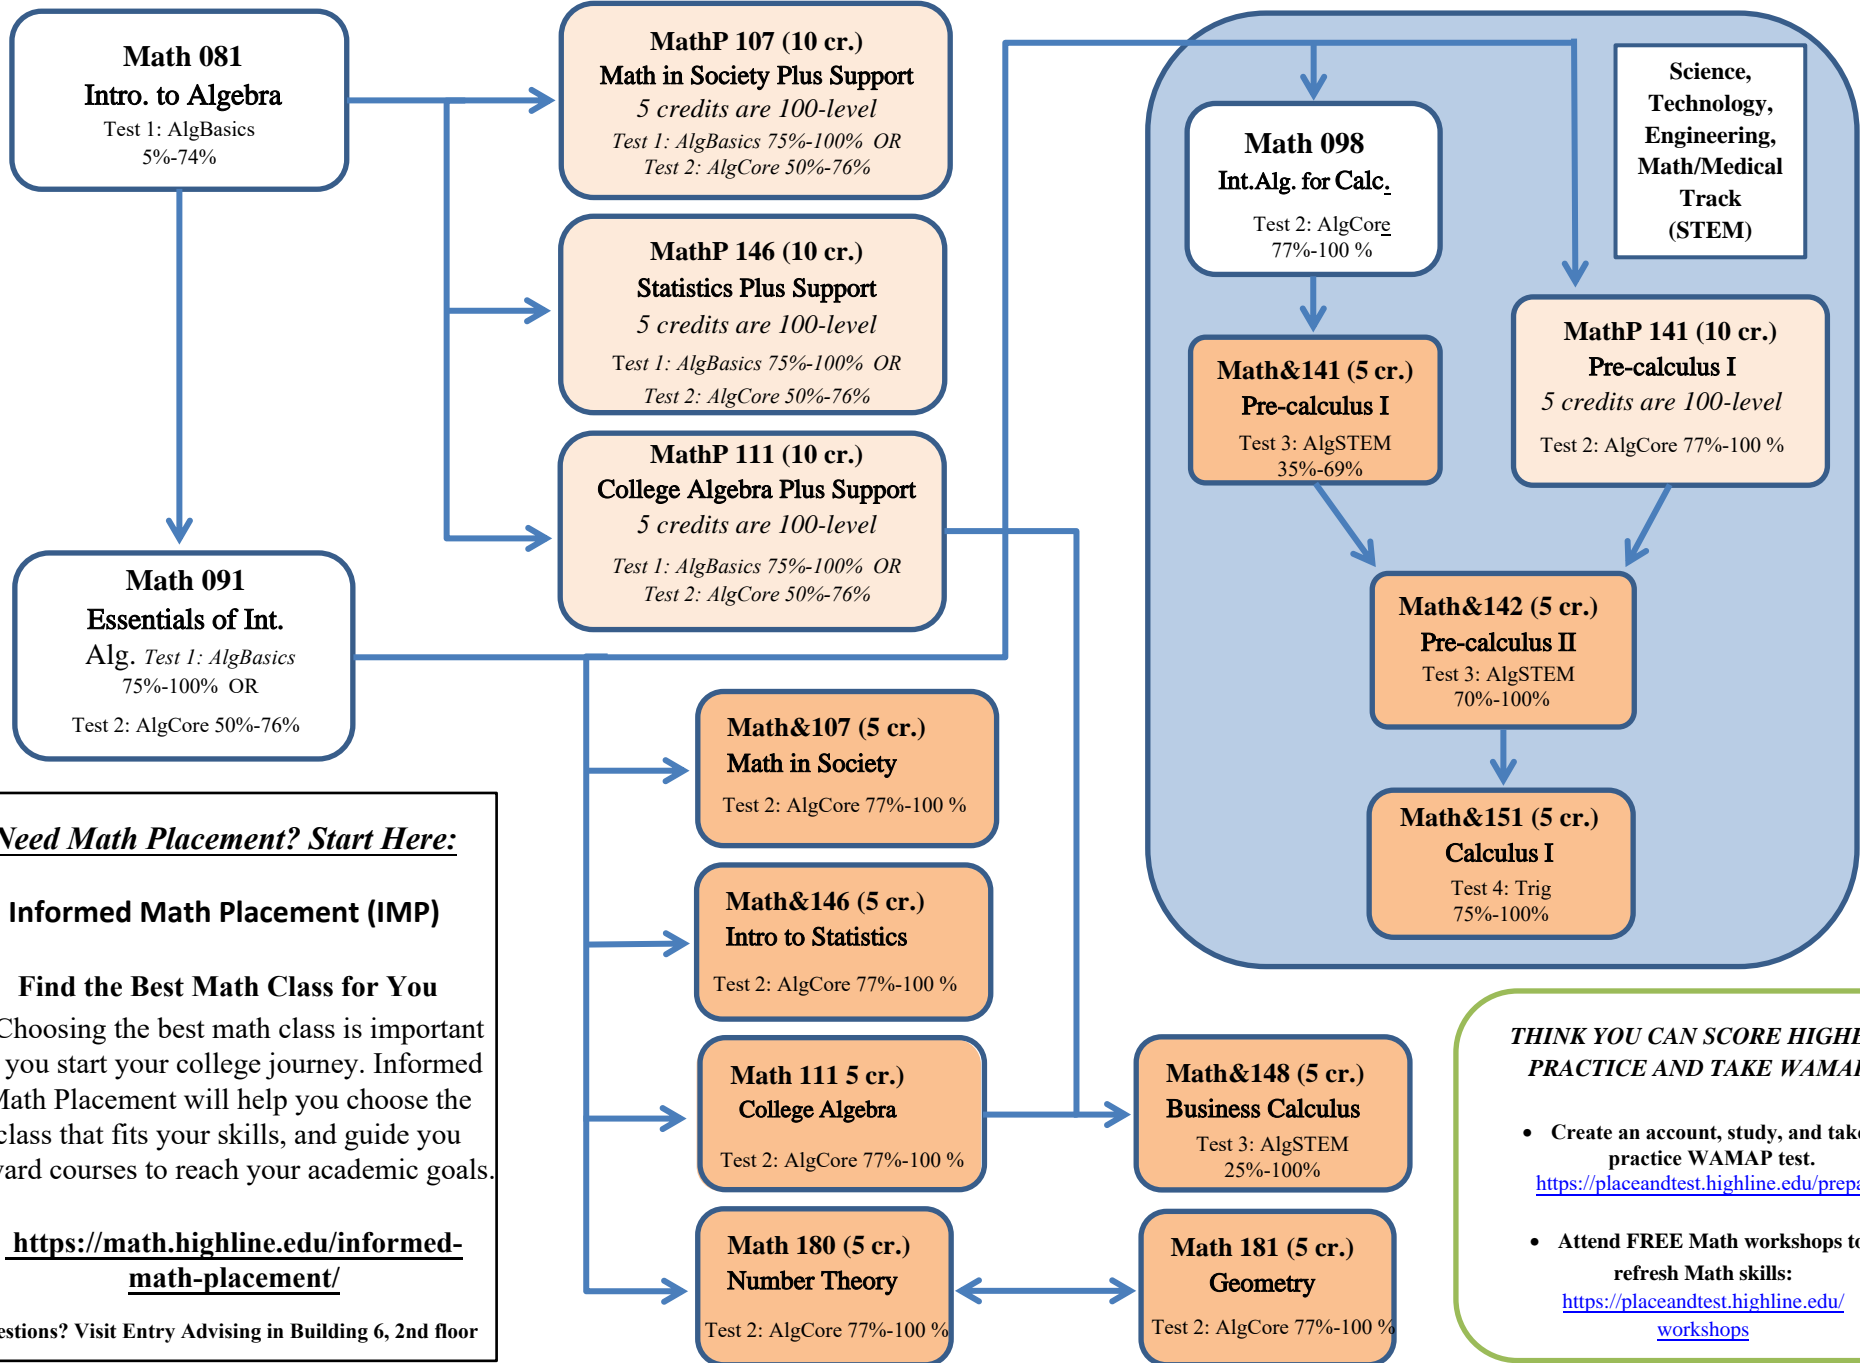 Math 081
Intro. to Algebra
Test 1: AlgBasics
5%-74%
MathP 107 (10 cr.)
Math in Society Plus Support
5 credits are 100-level
Test 1: AlgBasics 75%-100% OR
Test 2: AlgCore 50%-76%
MathP 146 (10 cr.)
Statistics Plus Support
5 credits are 100-level
Test 1: AlgBasics 75%-100% OR
Test 2: AlgCore 50%-76%
MathP 111 (10 cr.)
College Algebra Plus Support
5 credits are 100-level
Test 1: AlgBasics 75%-100% OR
Test 2: AlgCore 50%-76%
Math 091
Essentials of Int.
Alg. Test 1: AlgBasics
75%-100% OR
Test 2: AlgCore 50%-76%
Science,
Technology,
Engineering,
Math/Medical
Track
(STEM)
Math 098
Int.Alg. for Calc.
Test 2: AlgCore
77%-100 %
Math&141 (5 cr.)
Pre-calculus I
Test 3: AlgSTEM
35%-69%
MathP 141 (10 cr.)
Pre-calculus I
5 credits are 100-level
Test 2: AlgCore 77%-100 %
Math&142 (5 cr.)
Pre-calculus II
Test 3: AlgSTEM
70%-100%
Math&151 (5 cr.)
Calculus I
Test 4: Trig
75%-100%
Math&107 (5 cr.)
Math in Society
Test 2: AlgCore 77%-100 %
Math&146 (5 cr.)
Intro to Statistics
Test 2: AlgCore 77%-100 %
Math 111 5 cr.)
College Algebra
Test 2: AlgCore 77%-100 %
Math&148 (5 cr.)
Business Calculus
Test 3: AlgSTEM
25%-100%
Math 180 (5 cr.)
Number Theory
Test 2: AlgCore 77%-100 %
Math 181 (5 cr.)
Geometry
Test 2: AlgCore 77%-100 %
Need Math Placement? Start Here:
Informed Math Placement (IMP)
Find the Best Math Class for You
Choosing the best math class is important
you start your college journey. Informed
Math Placement will help you choose the
class that fits your skills, and guide you
ward courses to reach your academic goals.
https://math.highline.edu/informed-
math-placement/
estions? Visit Entry Advising in Building 6, 2nd floor
THINK YOU CAN SCORE HIGHE
PRACTICE AND TAKE WAMAP
• Create an account, study, and take
practice WAMAP test.
https://placeandtest.highline.edu/prepa
• Attend FREE Math workshops to
refresh Math skills:
https://placeandtest.highline.edu/
workshops